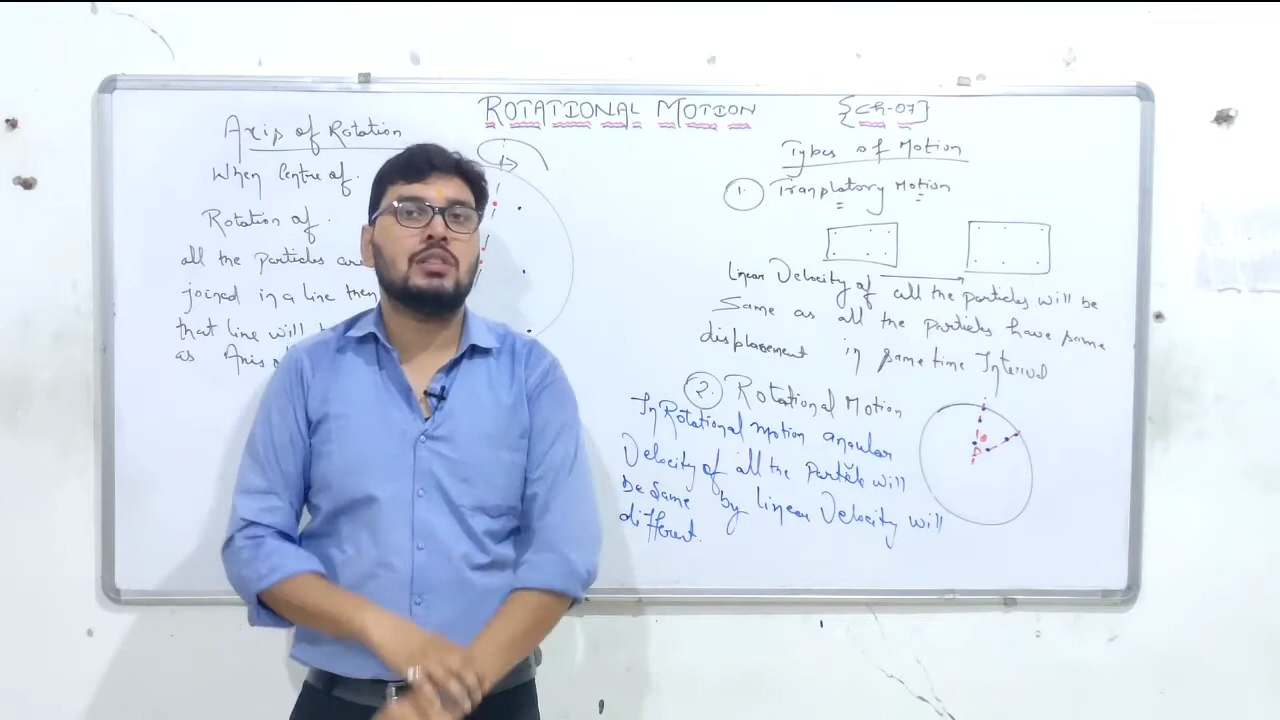 ROTATIONAL MOTION {Ch-07}
Axis of Rotation
When Centre of
Rotation of
all the particles are
joined in a line then
that line will
as Axis
Types of Motion
1. Translatory Motion
Linear Velocity of all the particles will be
Same as all the particles have same
displacement in same time Interval
2. Rotational Motion
In Rotational motion angular
Velocity of all the particle will
be same by linear Velocity will
different.
θ